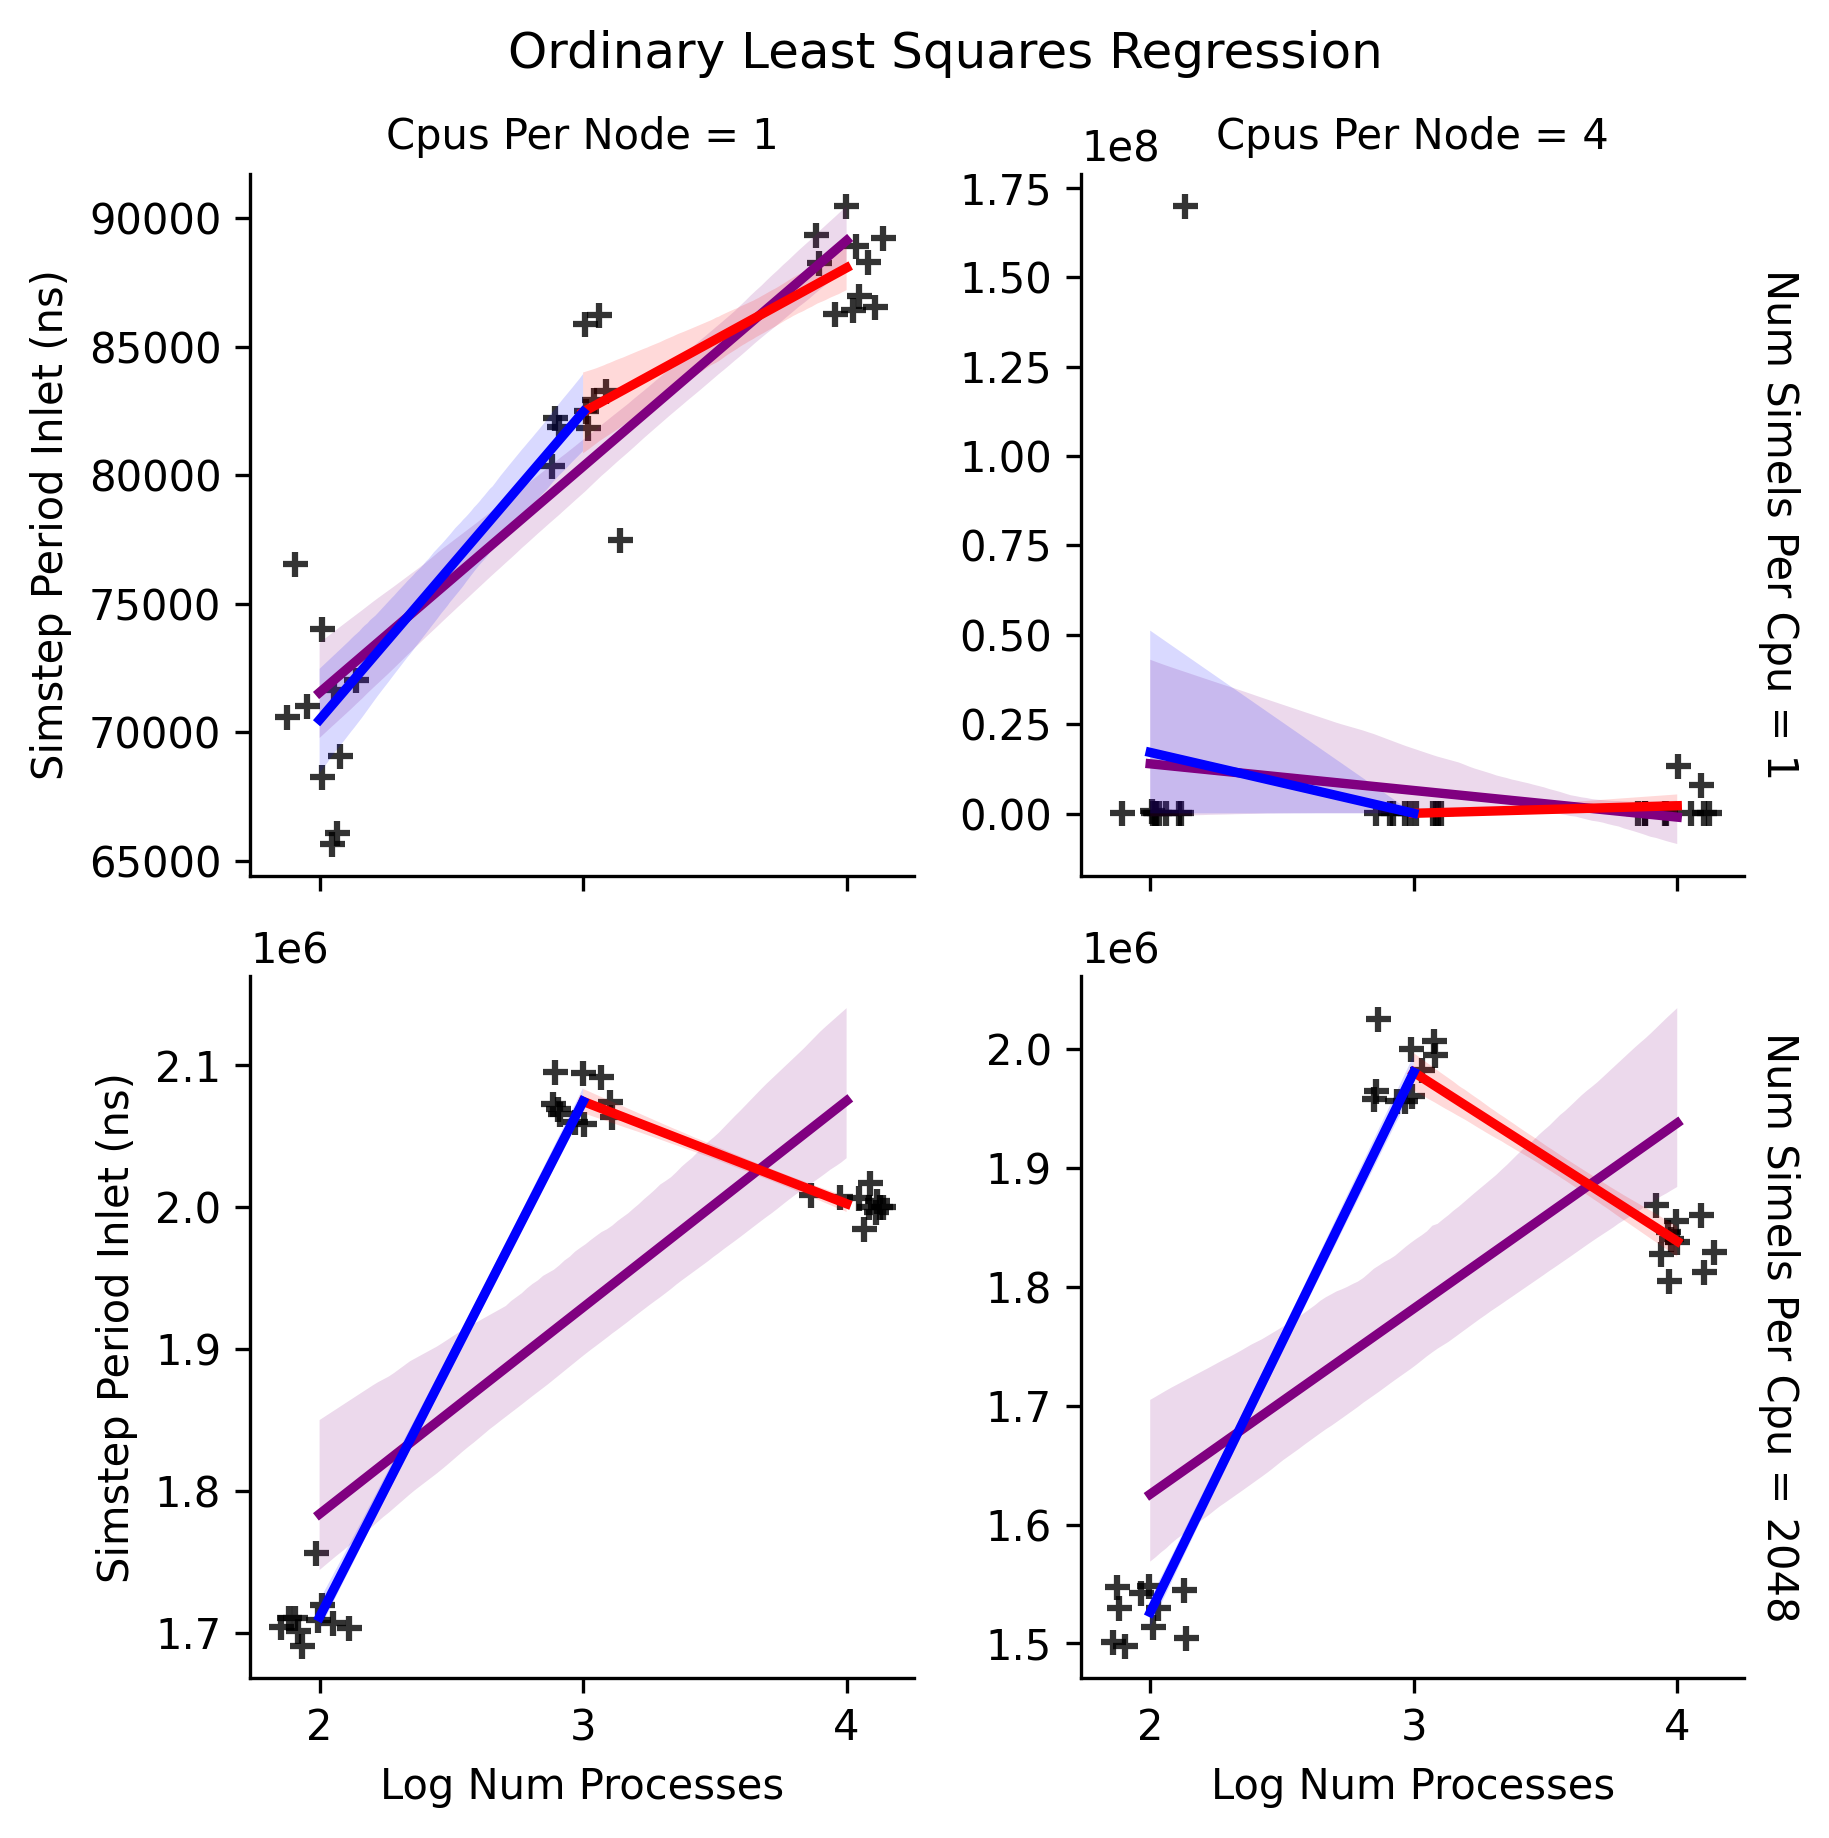 Ordinary Least Squares Regression
Cpus Per Node = 1
Cpus Per Node = 4
Simstep Period Inlet (ns)
90000
85000
80000
75000
70000
65000
1e8
1.75
1.50
1.25
1.00
0.75
0.50
0.25
0.00
Num Simels Per Cpu = 1
Simstep Period Inlet (ns)
1e6
2.1
2.0
1.9
1.8
1.7
2 3 4
Log Num Processes
1e6
2.0
1.9
1.8
1.7
1.6
1.5
2 3 4
Log Num Processes
Num Simels Per Cpu = 2048